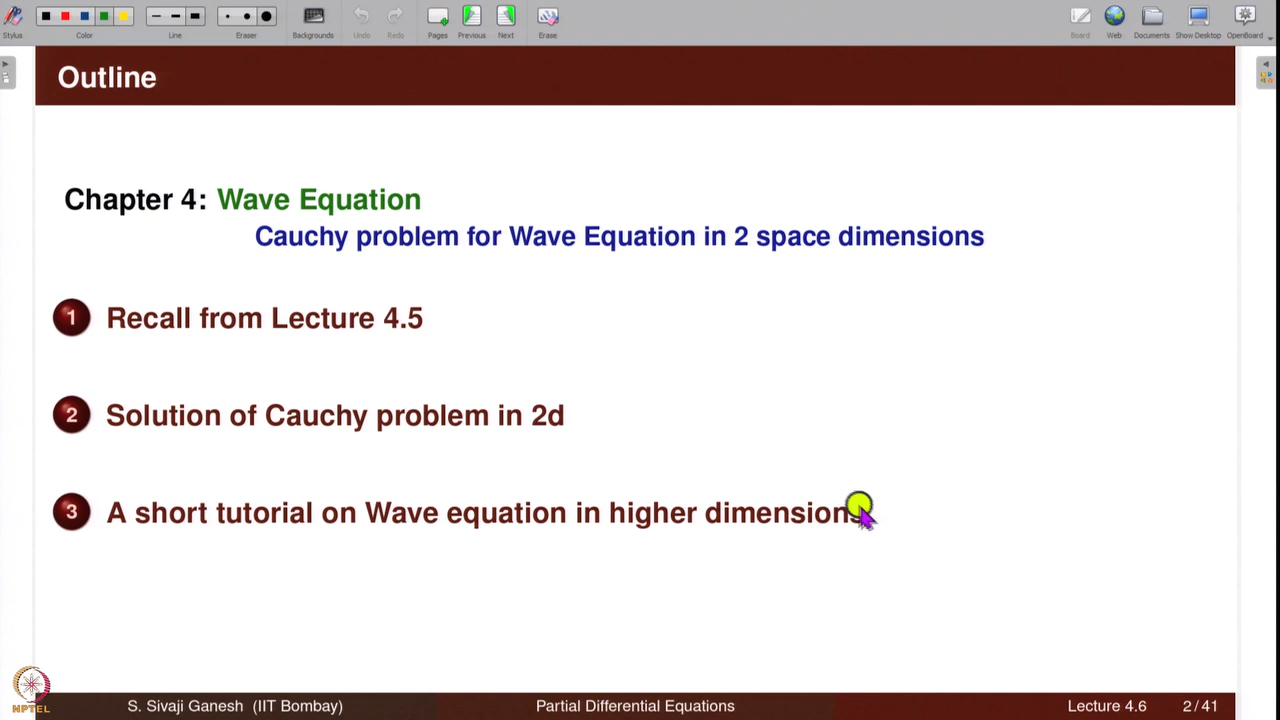 Stylus
Color
Line
Eraser
Backgrounds
Undo
Redo
Pages
Previous
Next
Erase
Board
Web
Documents
Show Desktop
OpenBoard
Outline
Chapter 4: Wave Equation
Cauchy problem for Wave Equation in 2 space dimensions
1 Recall from Lecture 4.5
2 Solution of Cauchy problem in 2d
3 A short tutorial on Wave equation in higher dimensions
NPTEL
S. Sivaji Ganesh (IIT Bombay)
Partial Differential Equations
Lecture 4.6
2 / 41